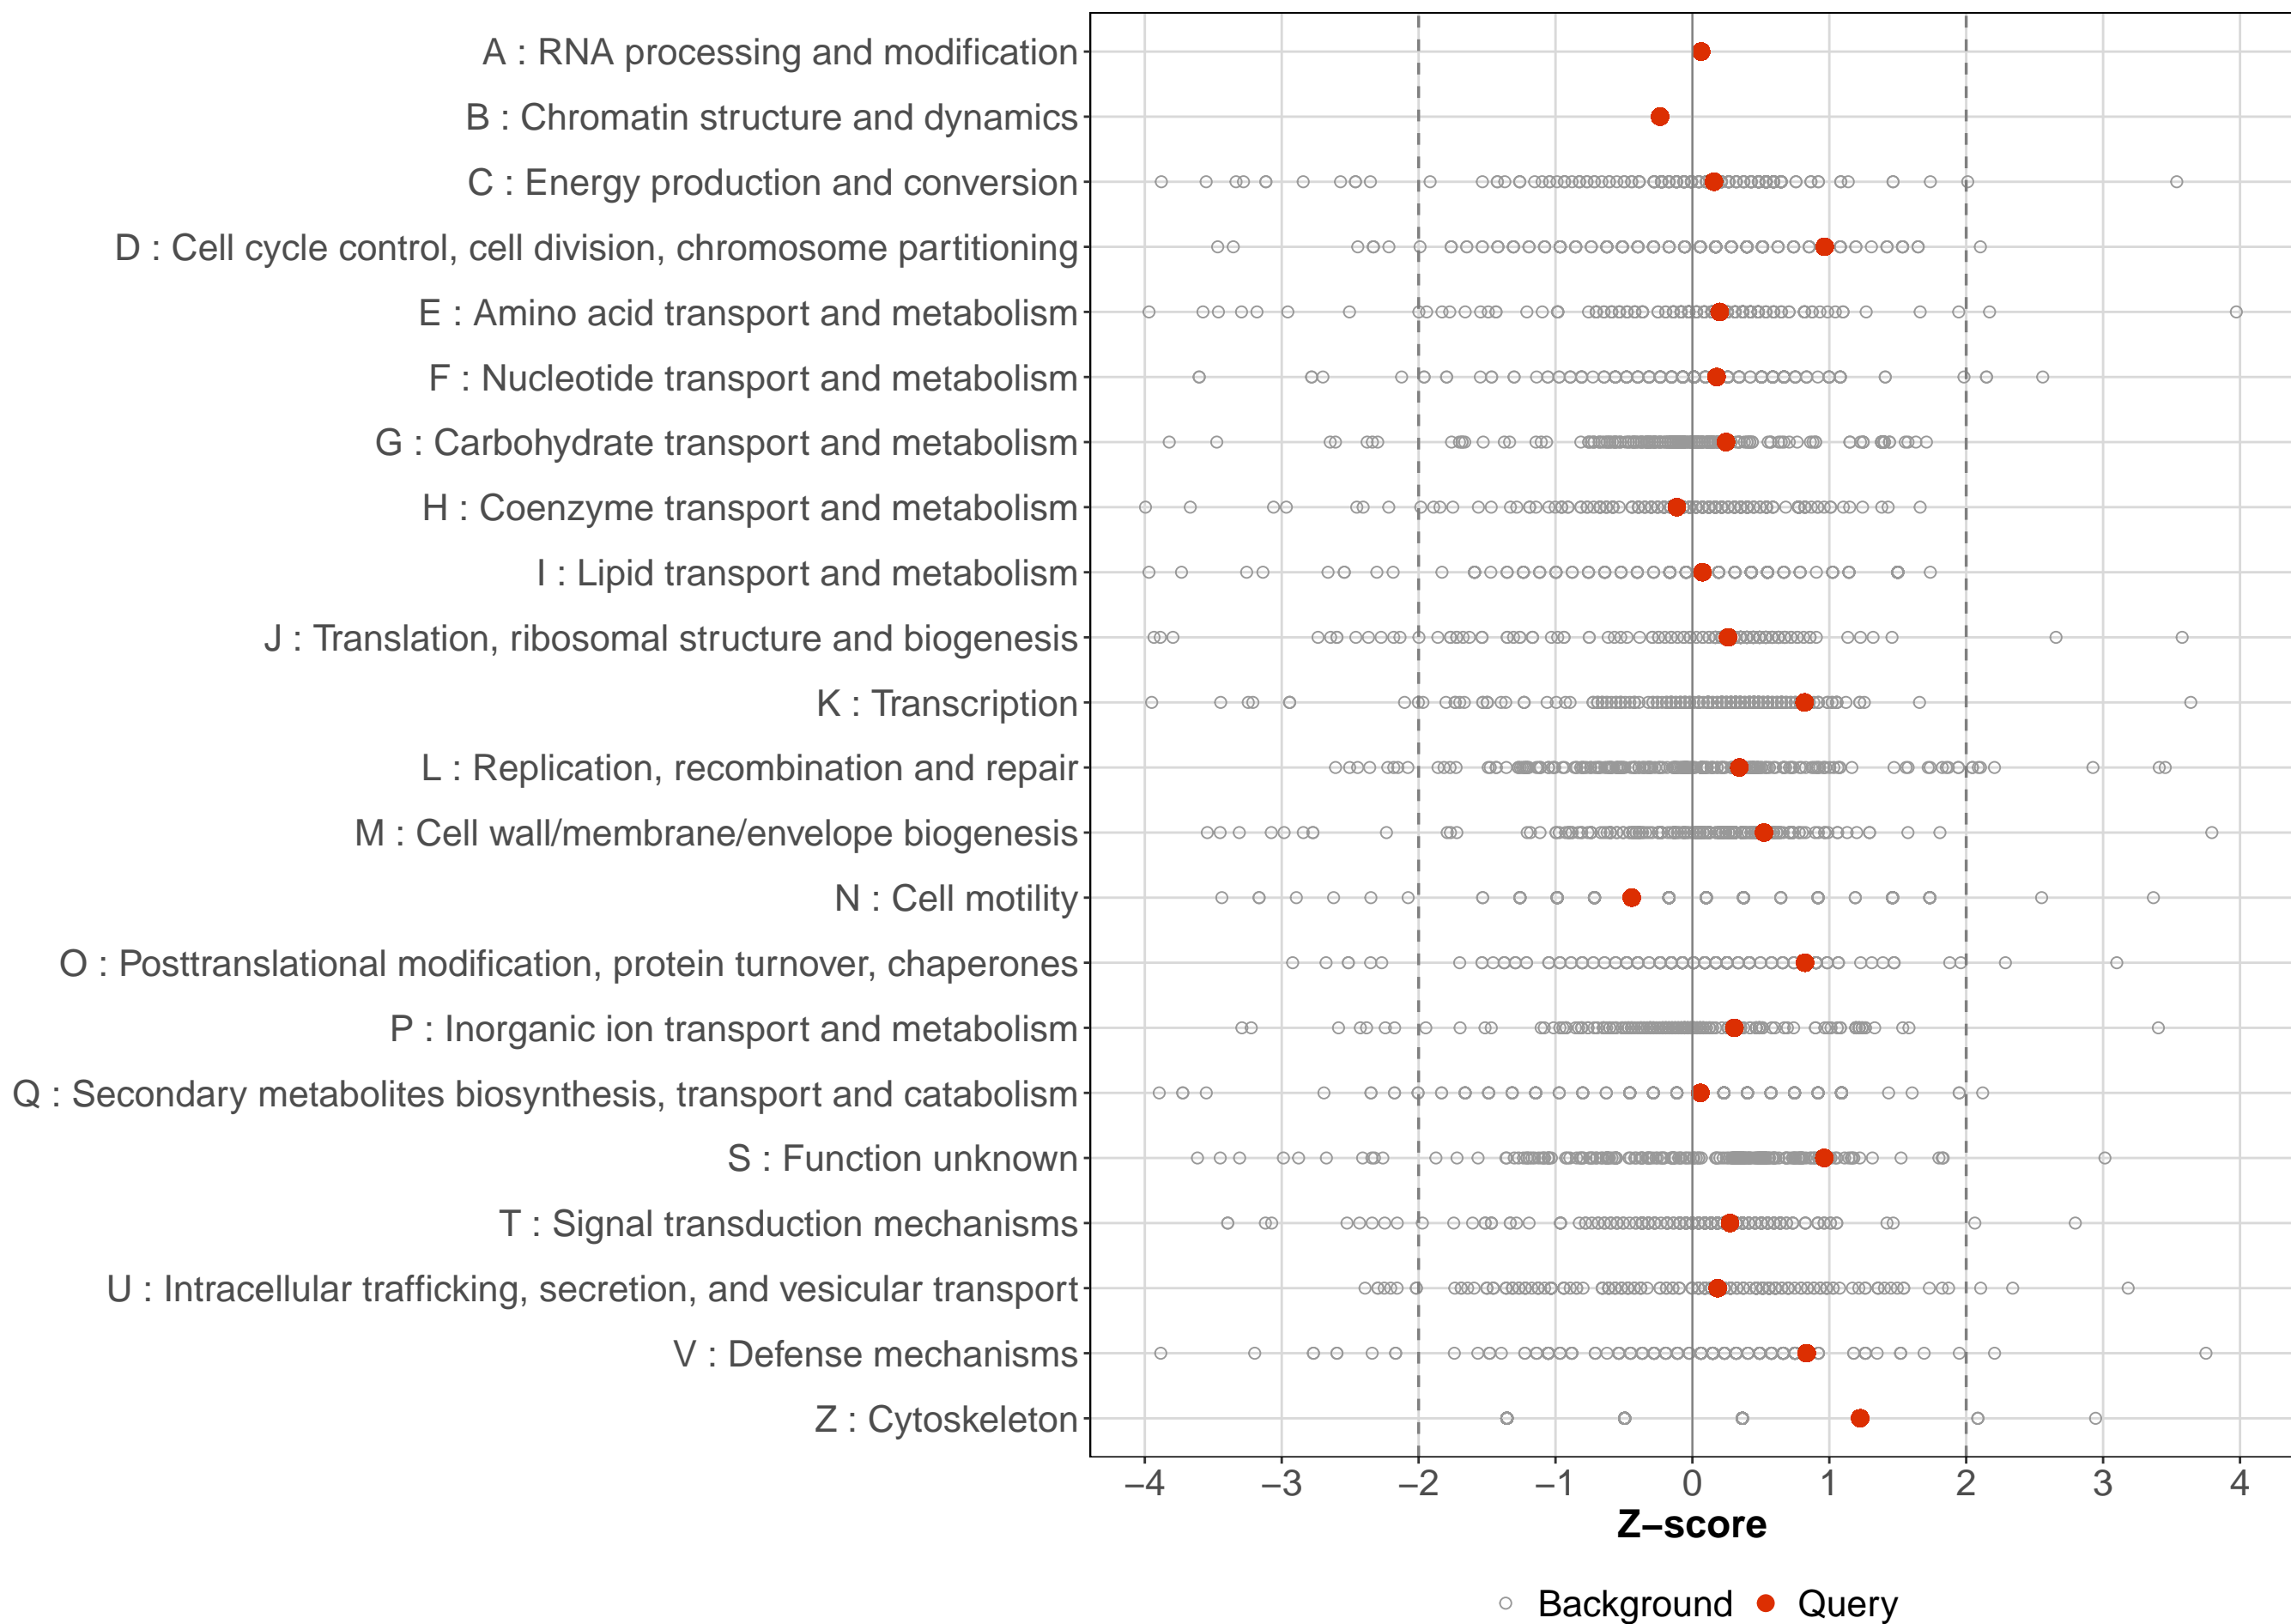 A : RNA processing and modification
B : Chromatin structure and dynamics
C : Energy production and conversion
D : Cell cycle control, cell division, chromosome partitioning
E : Amino acid transport and metabolism
F : Nucleotide transport and metabolism
G : Carbohydrate transport and metabolism
H : Coenzyme transport and metabolism
I : Lipid transport and metabolism
J : Translation, ribosomal structure and biogenesis
K : Transcription
L : Replication, recombination and repair
M : Cell wall/membrane/envelope biogenesis
N : Cell motility
O : Posttranslational modification, protein turnover, chaperones
P : Inorganic ion transport and metabolism
Q : Secondary metabolites biosynthesis, transport and catabolism
S : Function unknown
T : Signal transduction mechanisms
U : Intracellular trafficking, secretion, and vesicular transport
V : Defense mechanisms
Z : Cytoskeleton
−4 −3 −2 −1 0 1 2 3 4
Z−score
Background Query